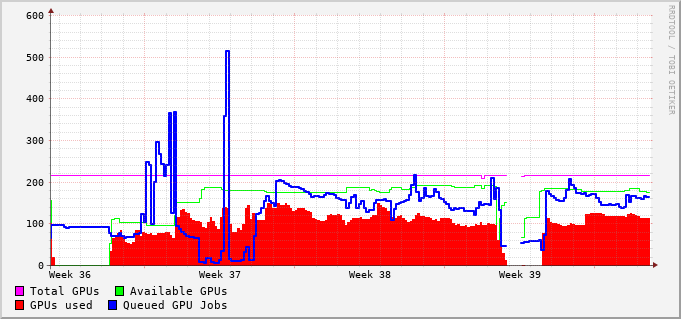 600
500
400
300
200
100
0
Week 36 Week 37 Week 38 Week 39
Total GPUs Available GPUs
GPUs used Queued GPU Jobs
RRDTOOL / TOBI OETIKER